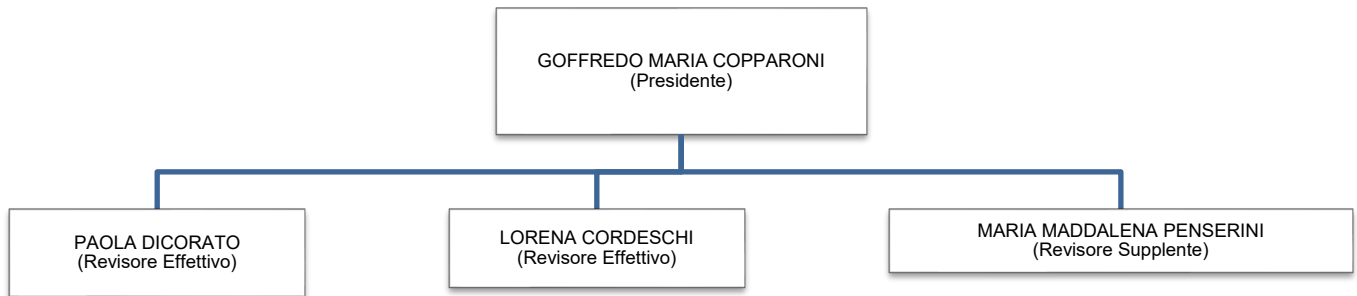 GOFFREDO MARIA COPPARONI
(Presidente)
PAOLA DICORATO
(Revisore Effettivo)
LORENA CORDESCHI
(Revisore Effettivo)
MARIA MADDALENA PENSERINI
(Revisore Supplente)